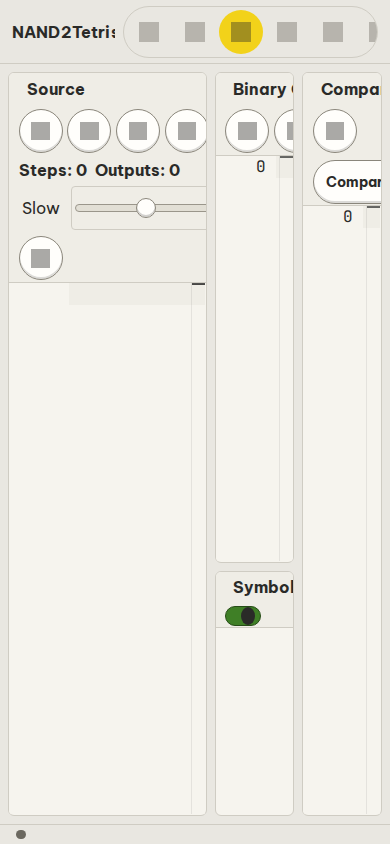 NAND2Tetris
Source
Steps: 0 Outputs: 0
Slow
Binary
0
Symbol
Compar
Compar
0